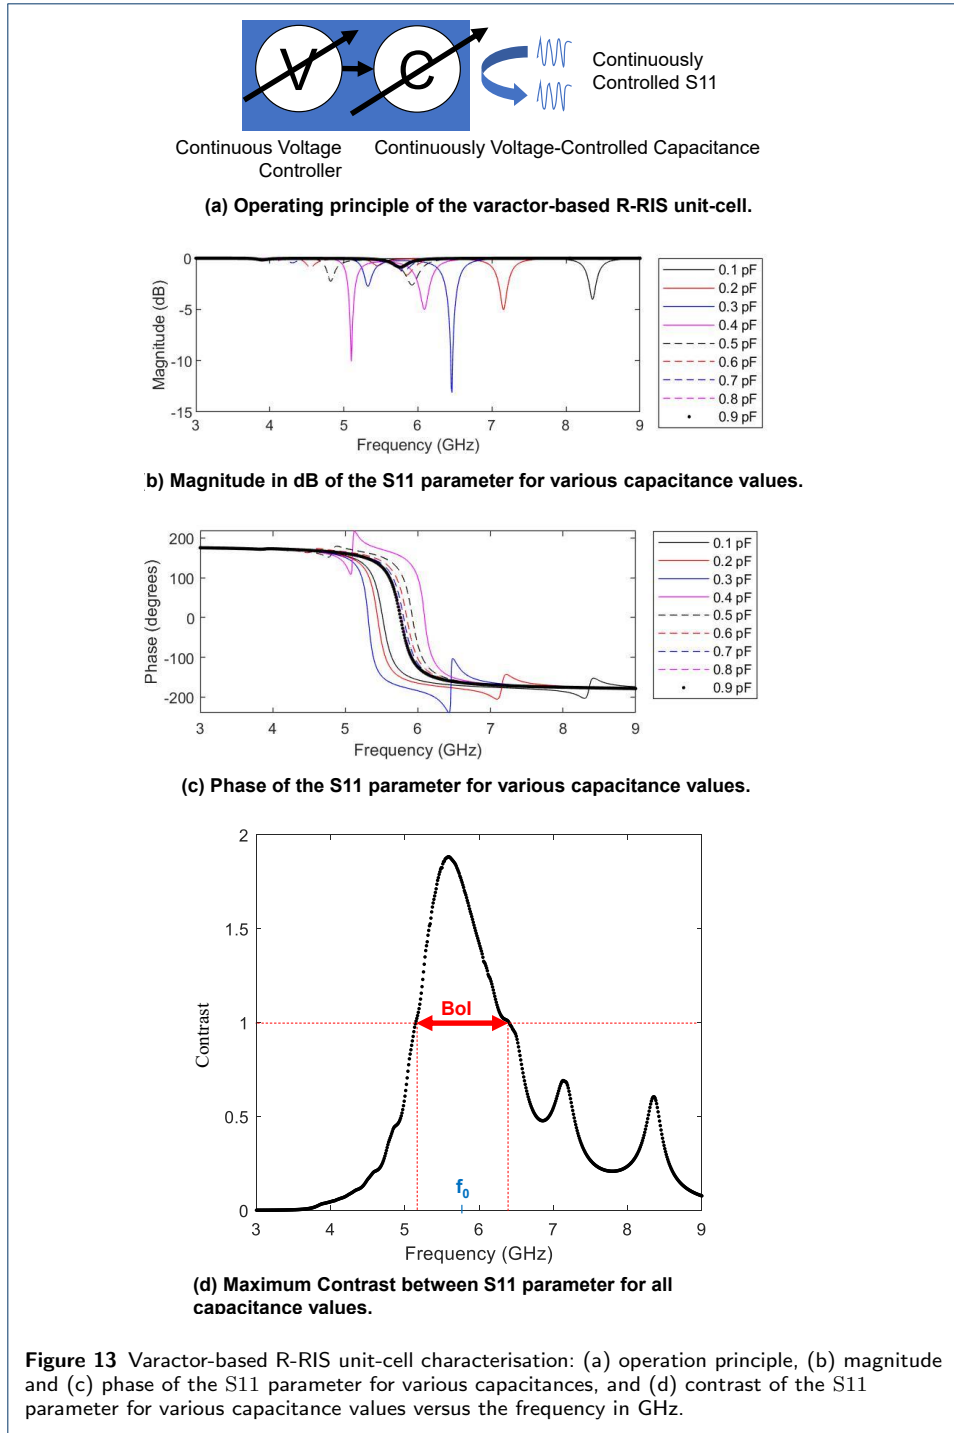 V
C
Continuously
Controlled S11
Continuous Voltage
Controller
Continuously Voltage-Controlled Capacitance
(a) Operating principle of the varactor-based R-RIS unit-cell.
0
-5
-10
-15
Magnitude (dB)
3 4 5 6 7 8 9
Frequency (GHz)
0.1 pF
0.2 pF
0.3 pF
0.4 pF
0.5 pF
0.6 pF
0.7 pF
0.8 pF
0.9 pF
(b) Magnitude in dB of the S11 parameter for various capacitance values.
200
100
0
-100
-200
Phase (degrees)
3 4 5 6 7 8 9
Frequency (GHz)
0.1 pF
0.2 pF
0.3 pF
0.4 pF
0.5 pF
0.6 pF
0.7 pF
0.8 pF
0.9 pF
(c) Phase of the S11 parameter for various capacitance values.
2
1.5
1
0.5
0
Contrast
BoI
f0
3 4 5 6 7 8 9
Frequency (GHz)
(d) Maximum Contrast between S11 parameter for all
capacitance values.
Figure 13 Varactor-based R-RIS unit-cell characterisation: (a) operation principle, (b) magnitude
and (c) phase of the S11 parameter for various capacitances, and (d) contrast of the S11
parameter for various capacitance values versus the frequency in GHz.